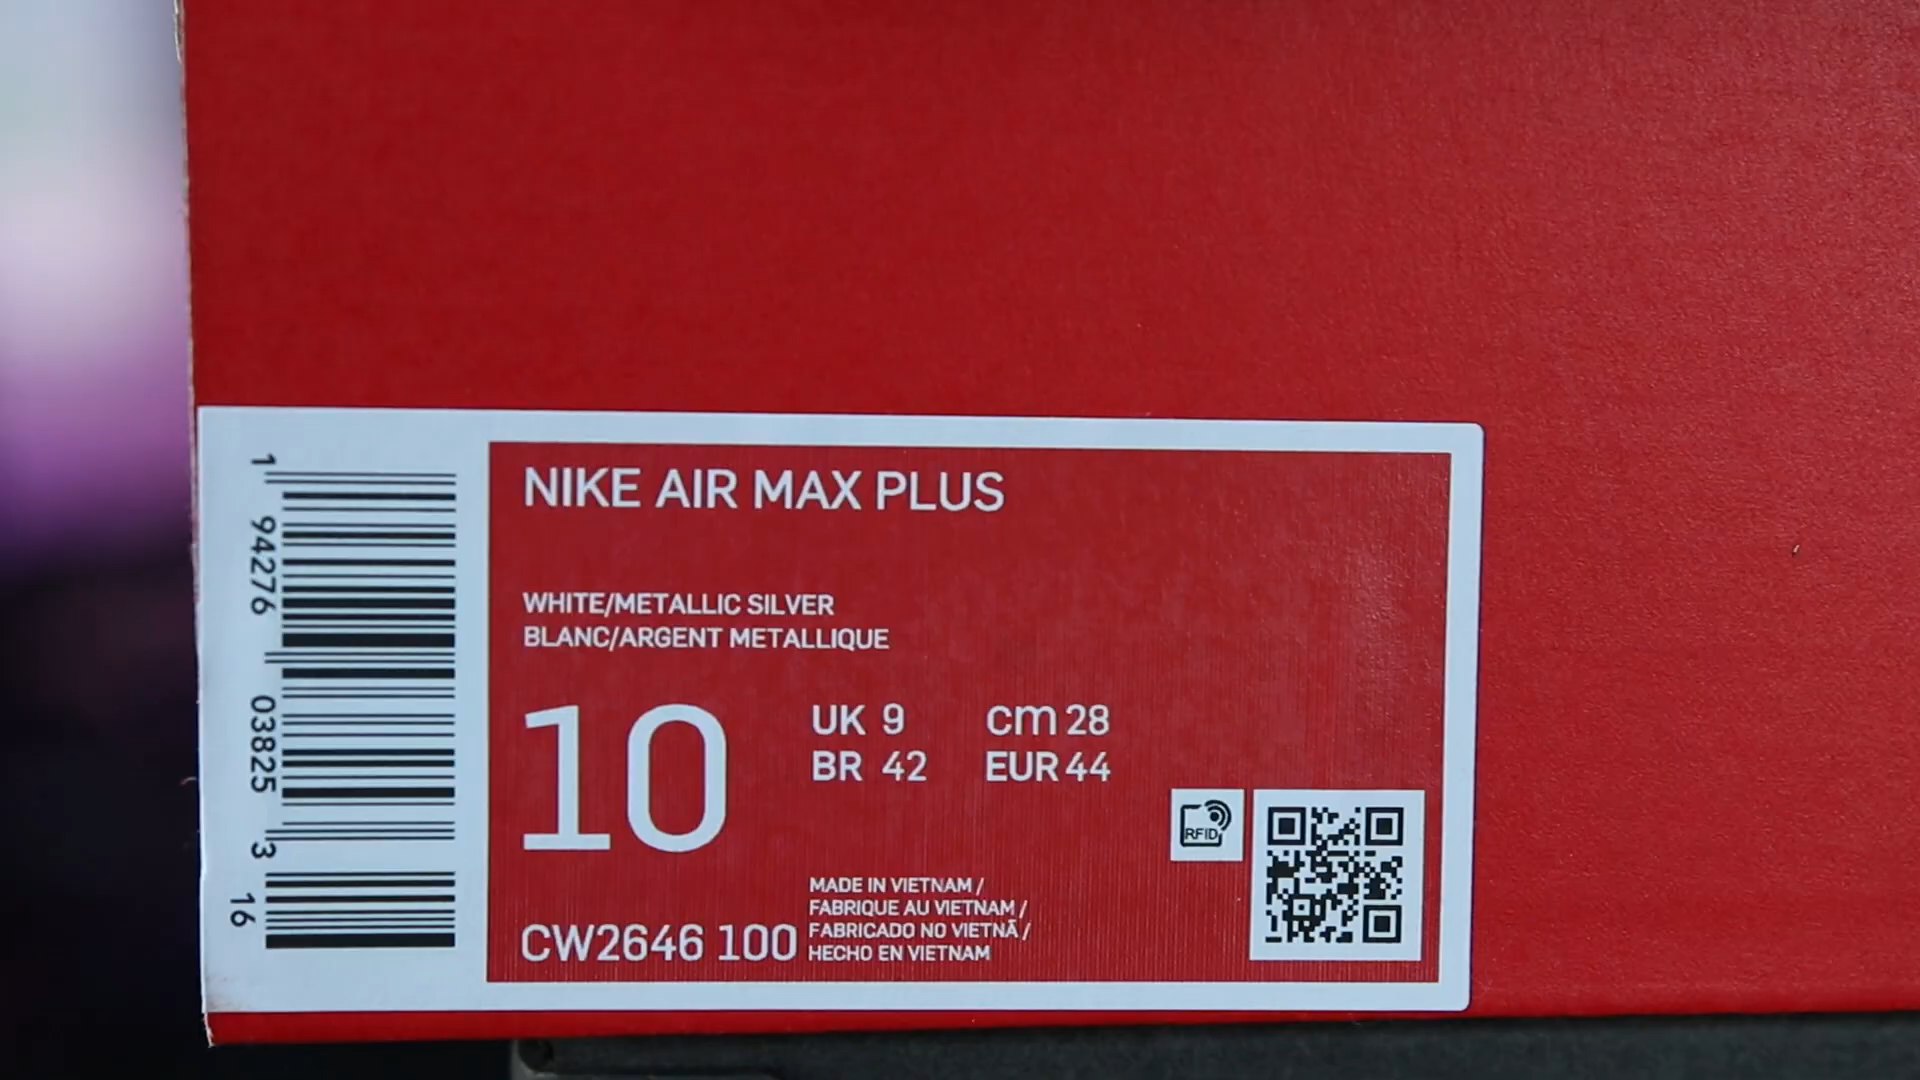 NIKE AIR MAX PLUS
WHITE/METALLIC SILVER
BLANC/ARGENT METALLIQUE
10
UK 9 cm 28
BR 42 EUR 44
RFID
CW2646 100
MADE IN VIETNAM /
FABRIQUE AU VIETNAM /
FABRICADO NO VIETNÃ /
HECHO EN VIETNAM
1 94276 03825 3
16